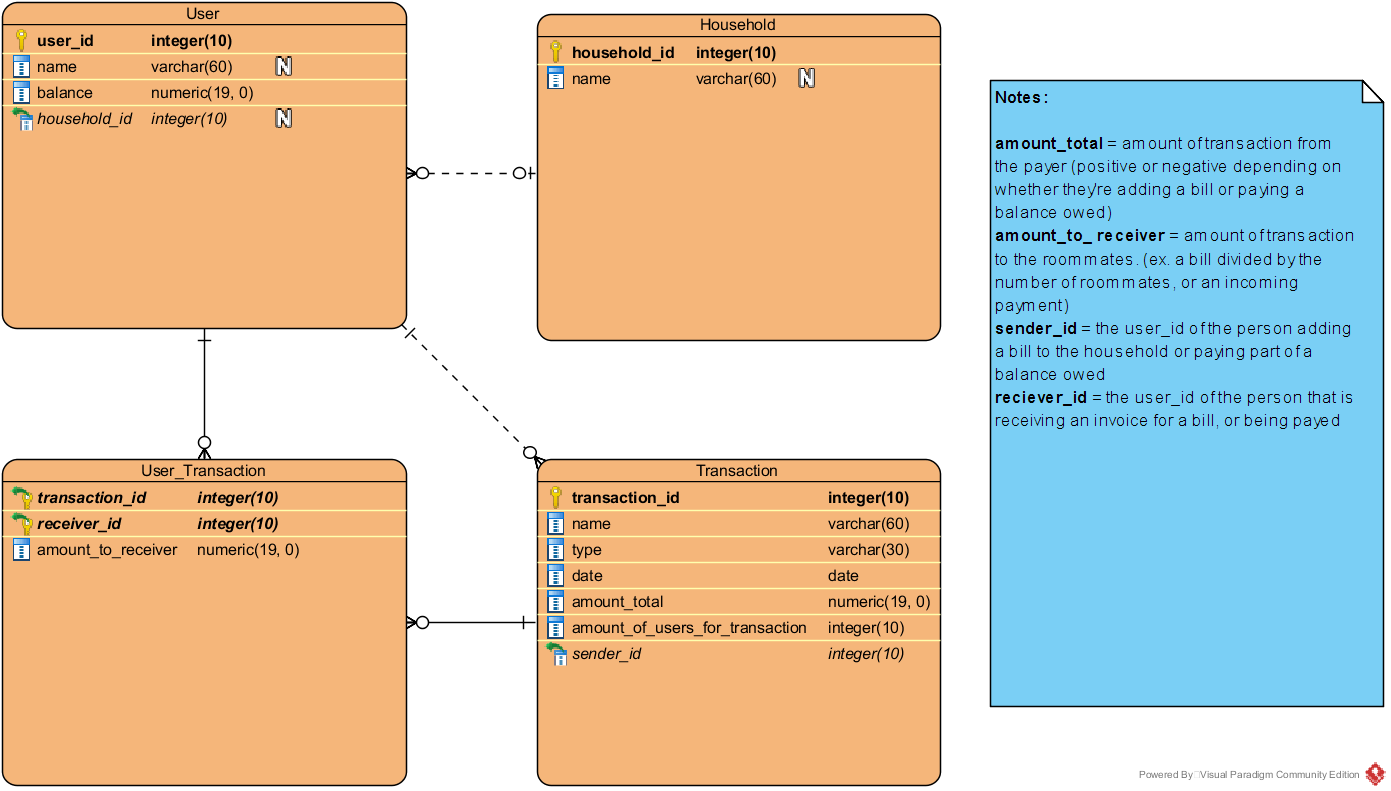 User
user_id integer(10)
name varchar(60) N
balance numeric(19, 0)
household_id integer(10) N
Household
household_id integer(10)
name varchar(60) N
User_Transaction
transaction_id integer(10)
receiver_id integer(10)
amount_to_receiver numeric(19, 0)
Transaction
transaction_id integer(10)
name varchar(60)
type varchar(30)
date date
amount_total numeric(19, 0)
amount_of_users_for_transaction integer(10)
sender_id integer(10)
Notes:
amount_total = amount of transaction from
the payer (positive or negative depending on
whether they're adding a bill or paying a
balance owed)
amount_to_ receiver = amount of transaction
to the roommates. (ex. a bill divided by the
number of roommates, or an incoming
payment)
sender_id = the user_id of the person adding
a bill to the household or paying part of a
balance owed
reciever_id = the user_id of the person that is
receiving an invoice for a bill, or being payed
Powered By Visual Paradigm Community Edition